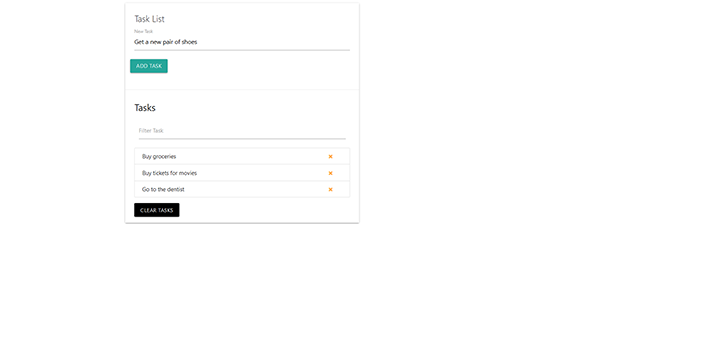 Task List
New Task
Get a new pair of shoes
ADD TASK
Tasks
Filter Task
Buy groceries
Buy tickets for movies
Go to the dentist
CLEAR TASKS